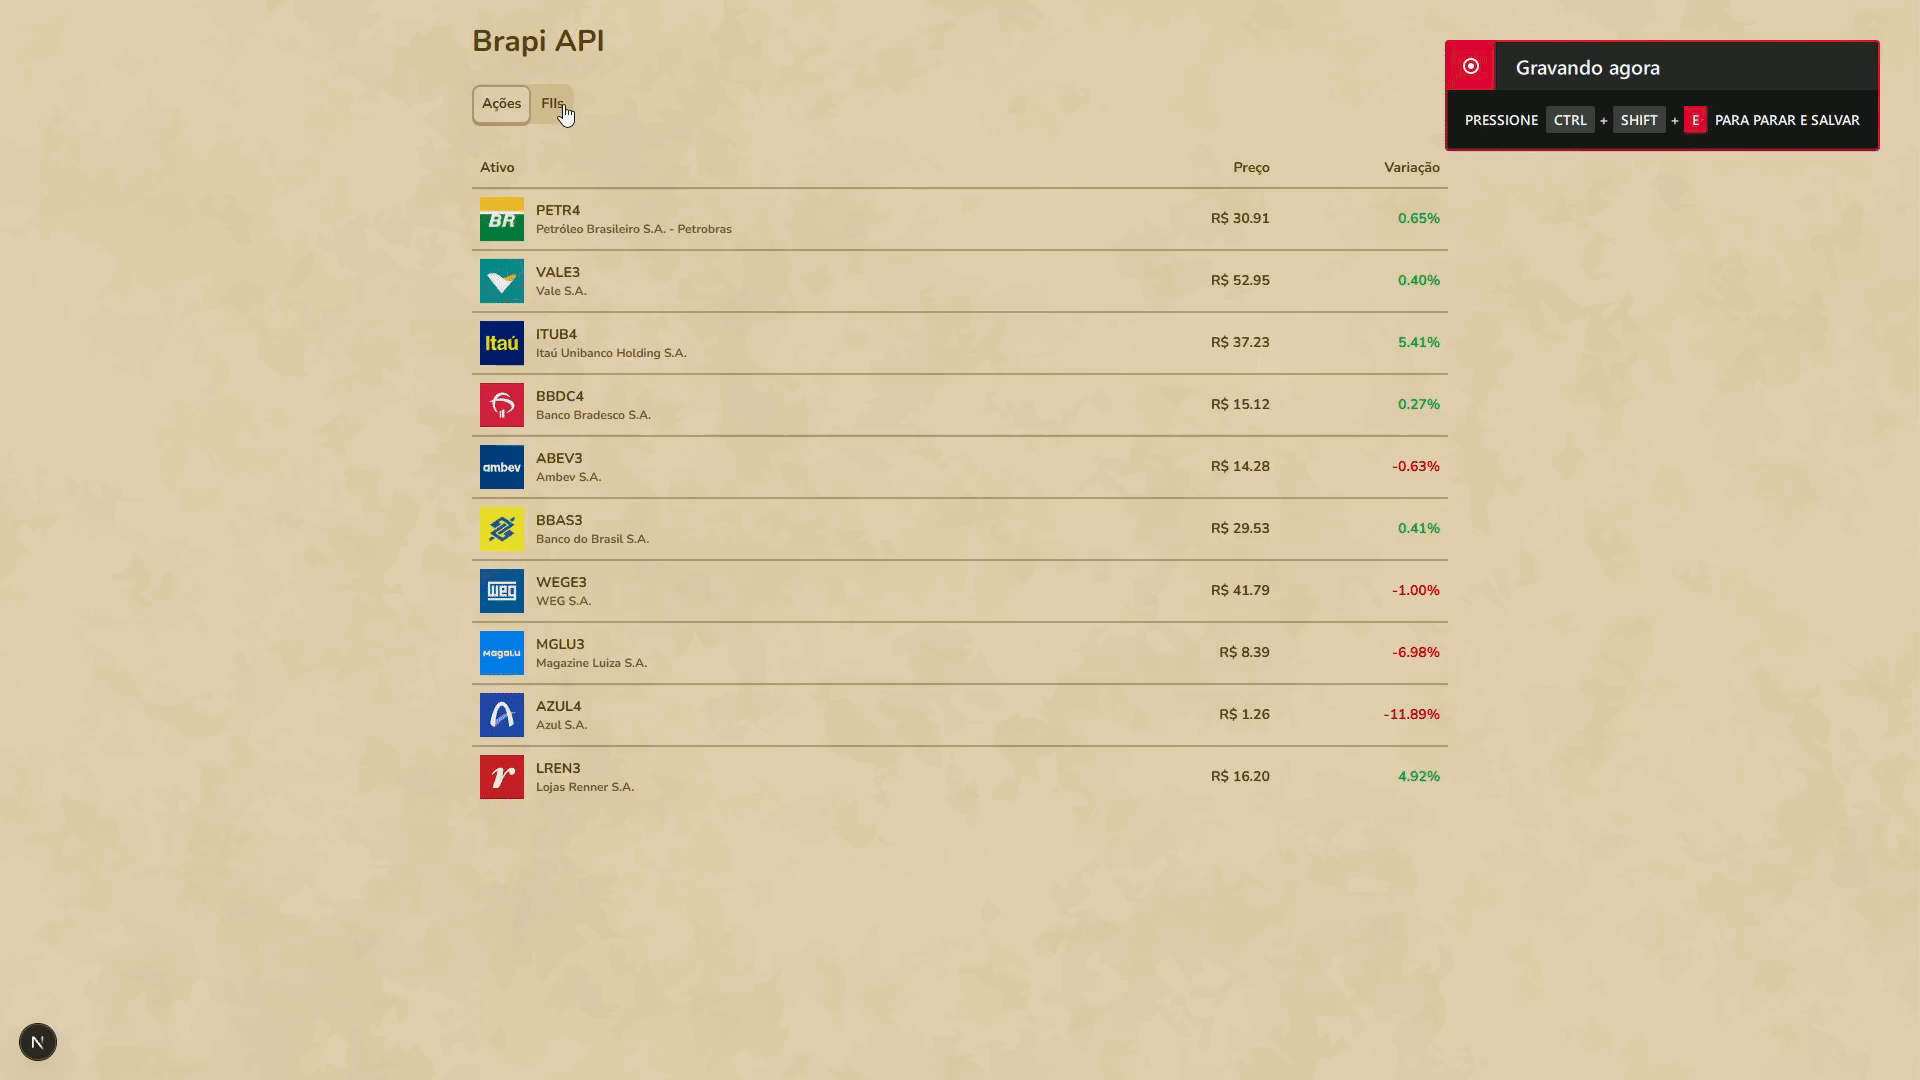 Brapi API
Gravando agora
Ações FIIs
PRESSIONE CTRL + SHIFT + E PARA PARAR E SALVAR
Ativo Preço Variação
BR PETR4 R$ 30.91 0.65%
Petróleo Brasileiro S.A. - Petrobras
VALE3 R$ 52.95 0.40%
Vale S.A.
Itaú ITUB4 R$ 37.23 5.41%
Itaú Unibanco Holding S.A.
BBDC4 R$ 15.12 0.27%
Banco Bradesco S.A.
ambev ABEV3 R$ 14.28 -0.63%
Ambev S.A.
BBAS3 R$ 29.53 0.41%
Banco do Brasil S.A.
weg WEGE3 R$ 41.79 -1.00%
WEG S.A.
Magalu MGLU3 R$ 8.39 -6.98%
Magazine Luiza S.A.
AZUL4 R$ 1.26 -11.89%
Azul S.A.
r LREN3 R$ 16.20 4.92%
Lojas Renner S.A.
N